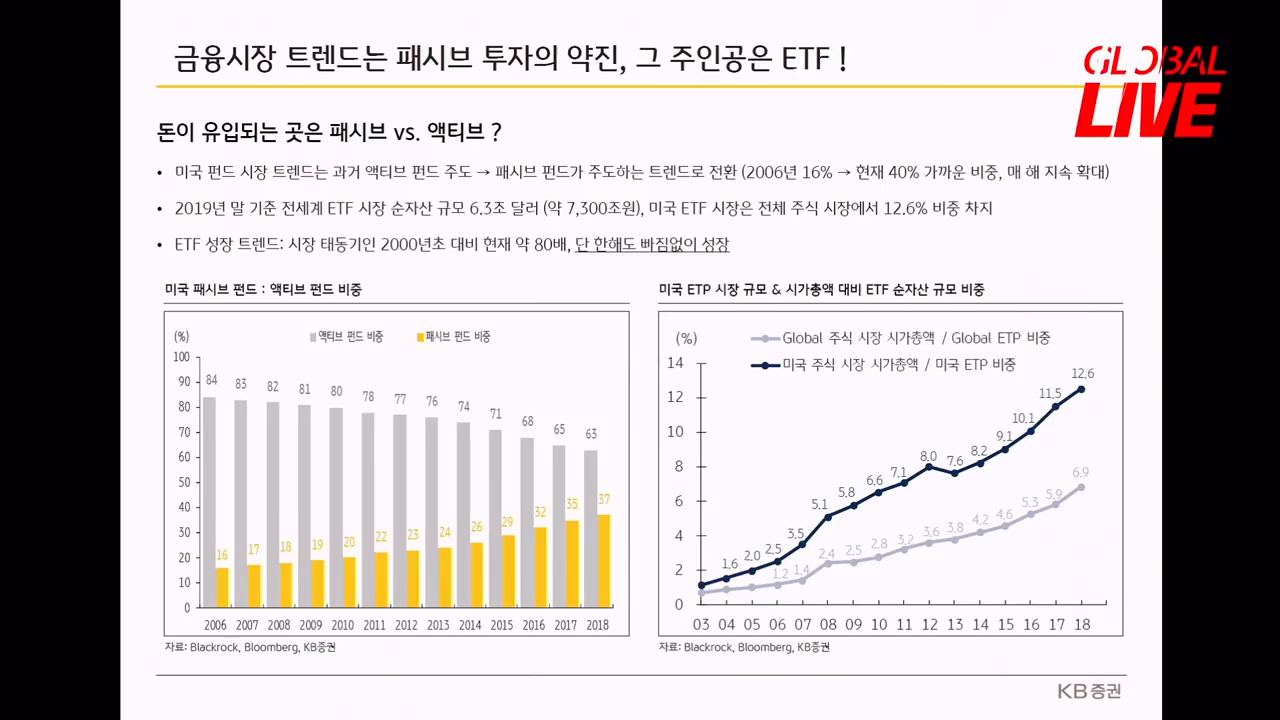 금융시장 트렌드는 패시브 투자의 약진, 그 주인공은 ETF !
GLOBAL
LIVE
돈이 유입되는 곳은 패시브 vs. 액티브 ?
• 미국 펀드 시장 트렌드는 과거 액티브 펀드 주도 → 패시브 펀드가 주도하는 트렌드로 전환 (2006년 16% → 현재 40% 가까운 비중, 매 해 지속 확대)
• 2019년 말 기준 전세계 ETF 시장 순자산 규모 6.3조 달러 (약 7,300조원), 미국 ETF 시장은 전체 주식 시장에서 12.6% 비중 차지
• ETF 성장 트렌드: 시장 태동기인 2000년초 대비 현재 약 80배, 단 한해도 빠짐없이 성장
미국 패시브 펀드 : 액티브 펀드 비중
(%)
액티브 펀드 비중 패시브 펀드 비중
100
90
80
70
60
50
40
30
20
10
0
84 83 82 81 80 78 77 76 74 71 68 65 63
16 17 18 19 20 22 23 24 26 29 32 35 37
2006 2007 2008 2009 2010 2011 2012 2013 2014 2015 2016 2017 2018
자료: Blackrock, Bloomberg, KB증권
미국 ETP 시장 규모 & 시가총액 대비 ETF 순자산 규모 비중
(%)
Global 주식 시장 시가총액 / Global ETP 비중
미국 주식 시장 시가총액 / 미국 ETP 비중
14
12
10
8
6
4
2
0
1.6 2.0 2.5 3.5 5.1 5.8 6.6 7.1 8.0 7.6 8.2 9.1 10.1 11.5 12.6
1.2 1.4 2.4 2.5 2.8 3.2 3.6 3.8 4.2 4.6 5.3 5.9 6.9
03 04 05 06 07 08 09 10 11 12 13 14 15 16 17 18
자료: Blackrock, Bloomberg, KB증권
KB증권